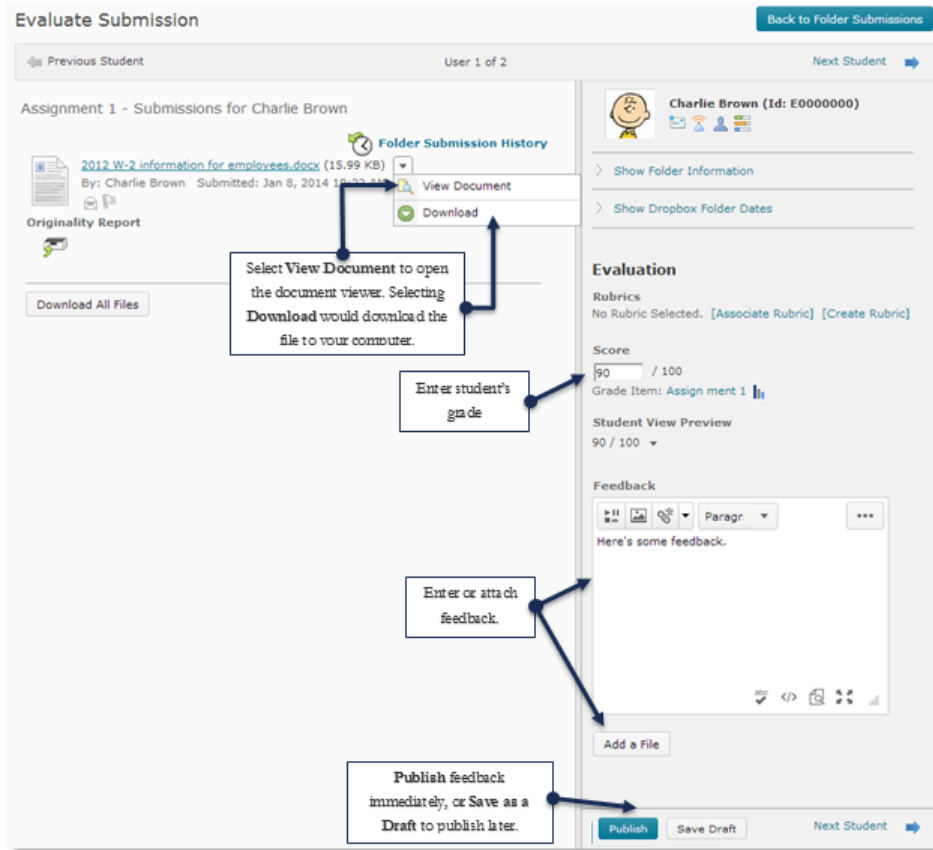 Evaluate Submission
Back to Folder Submissions
Previous Student
User 1 of 2
Next Student
Assignment 1 - Submissions for Charlie Brown
Folder Submission History
2012 W-2 information for employees.docx (15.99 KB)
By: Charlie Brown Submitted: Jan 8, 2014
View Document
Download
Originality Report
Download All Files
Select View Document to open
the document viewer. Selecting
Download would download the
file to your computer.
Enter student's
grade
Enter or attach
feedback.
Publish feedback
immediately, or Save as a
Draft to publish later.
Charlie Brown (Id: E0000000)
Show Folder Information
Show Dropbox Folder Dates
Evaluation
Rubrics
No Rubric Selected. [Associate Rubric] [Create Rubric]
Score
90 / 100
Grade Item: Assign ment 1
Student View Preview
90 / 100
Feedback
Paragr
Here's some feedback.
abc
Add a File
Publish
Save Draft
Next Student